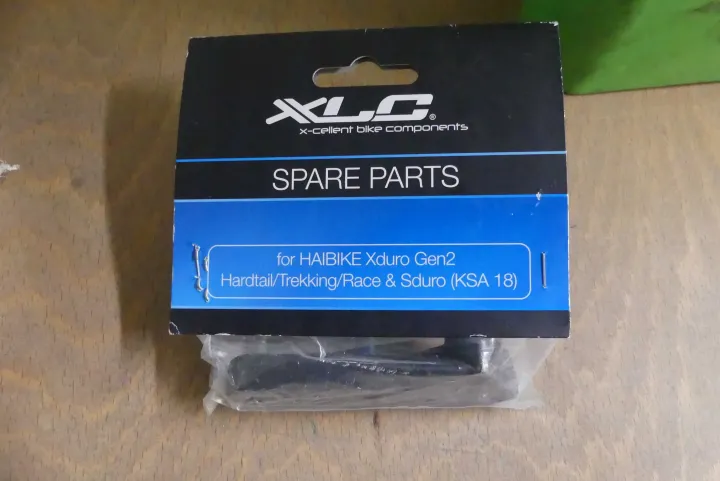 XLC®
x-cellent bike components
SPARE PARTS
for HAIBIKE Xduro Gen2
Hardtail/Trekking/Race & Sduro (KSA 18)